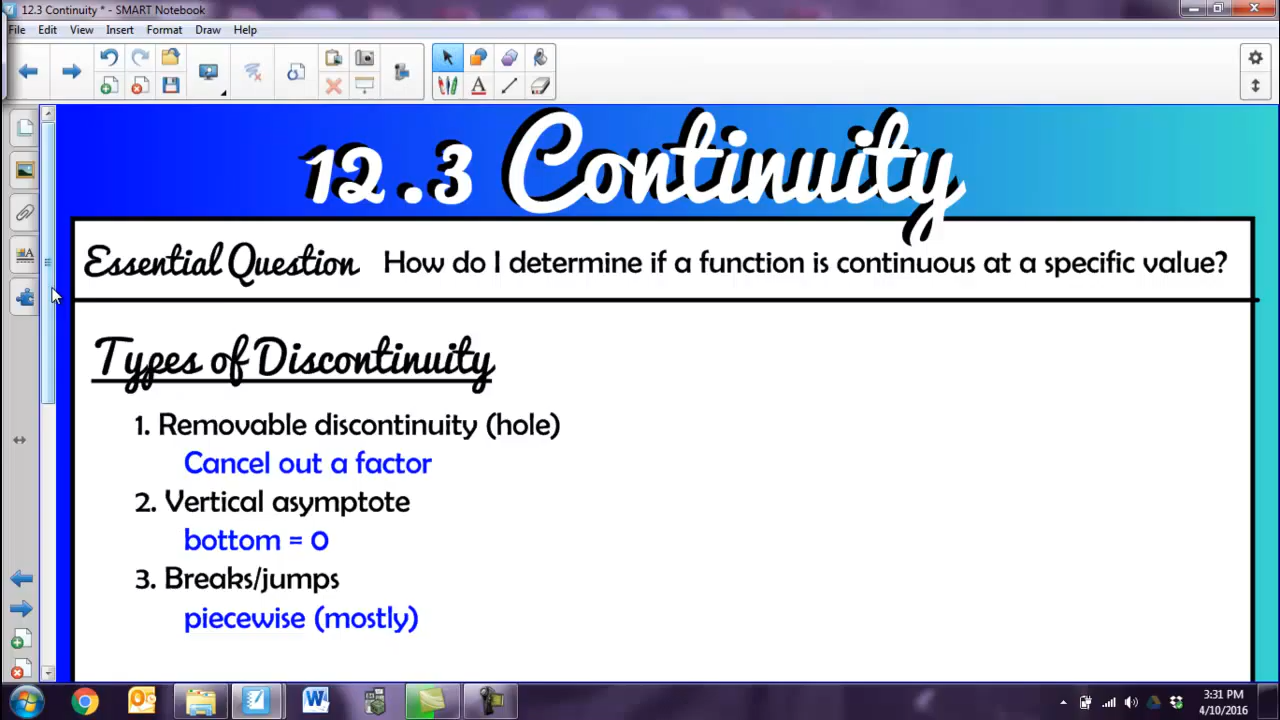 12.3 Continuity * - SMART Notebook
File Edit View Insert Format Draw Help
12.3 Continuity
Essential Question How do I determine if a function is continuous at a specific value?
Types of Discontinuity
1. Removable discontinuity (hole)
Cancel out a factor
2. Vertical asymptote
bottom = 0
3. Breaks/jumps
piecewise (mostly)
3:31 PM
4/10/2016